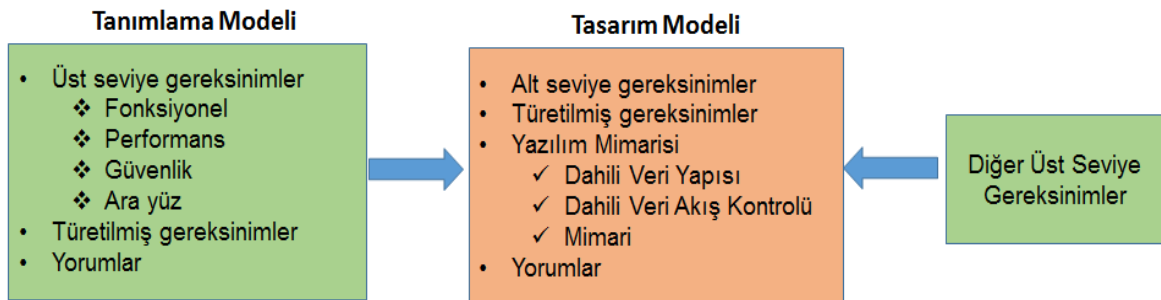 Tanımlama Modeli
• Üst seviye gereksinimler
❖ Fonksiyonel
❖ Performans
❖ Güvenlik
❖ Ara yüz
• Türetilmiş gereksinimler
• Yorumlar
Tasarım Modeli
• Alt seviye gereksinimler
• Türetilmiş gereksinimler
• Yazılım Mimarisi
✓ Dahili Veri Yapısı
✓ Dahili Veri Akış Kontrolü
✓ Mimari
• Yorumlar
Diğer Üst Seviye
Gereksinimler